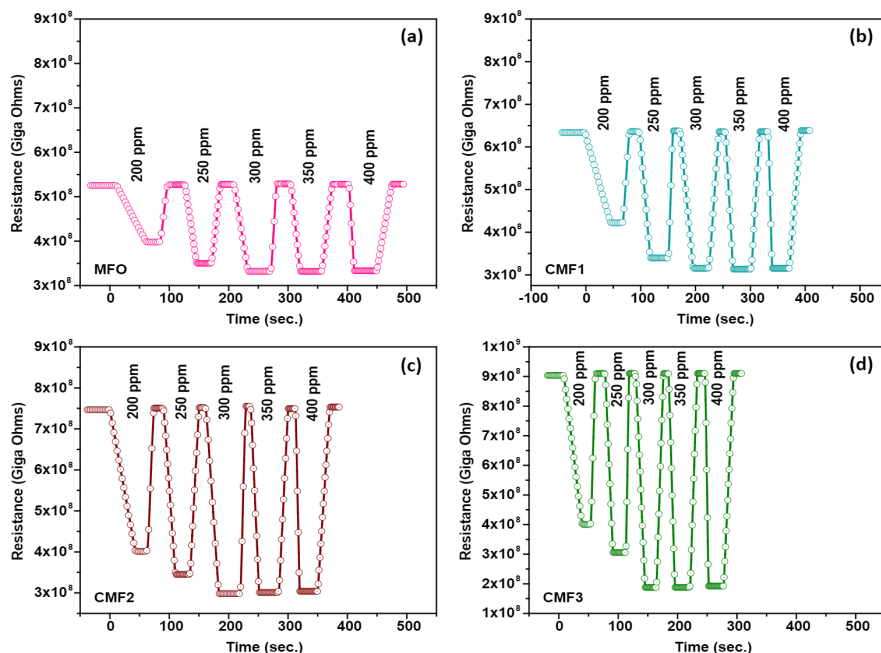 (a)
9x10⁸
8x10⁸
7x10⁸
6x10⁸
5x10⁸
4x10⁸
3x10⁸
Resistance (Giga Ohms)
200 ppm
250 ppm
300 ppm
350 ppm
400 ppm
MFO
0 100 200 300 400 500
Time (sec.)
(b)
9x10⁸
8x10⁸
7x10⁸
6x10⁸
5x10⁸
4x10⁸
3x10⁸
Resistance (Giga Ohms)
200 ppm
250 ppm
300 ppm
350 ppm
400 ppm
CMF1
-100 0 100 200 300 400 500
Time (sec.)
(c)
9x10⁸
8x10⁸
7x10⁸
6x10⁸
5x10⁸
4x10⁸
3x10⁸
Resistance (Giga Ohms)
200 ppm
250 ppm
300 ppm
350 ppm
400 ppm
CMF2
0 100 200 300 400 500
Time (sec.)
(d)
1x10⁹
9x10⁸
8x10⁸
7x10⁸
6x10⁸
5x10⁸
4x10⁸
3x10⁸
2x10⁸
1x10⁸
Resistance (Giga Ohms)
200 ppm
250 ppm
300 ppm
350 ppm
400 ppm
CMF3
0 100 200 300 400 500
Time (sec.)